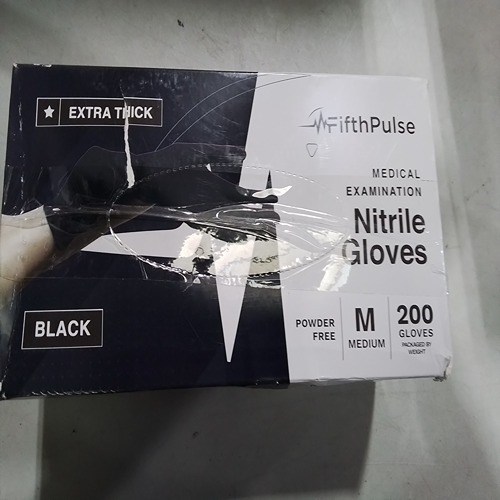 EXTRA THICK
FifthPulse
MEDICAL
EXAMINATION
Nitrile
Gloves
BLACK
POWDER
FREE
M
MEDIUM
200
GLOVES
PACKAGED BY
WEIGHT